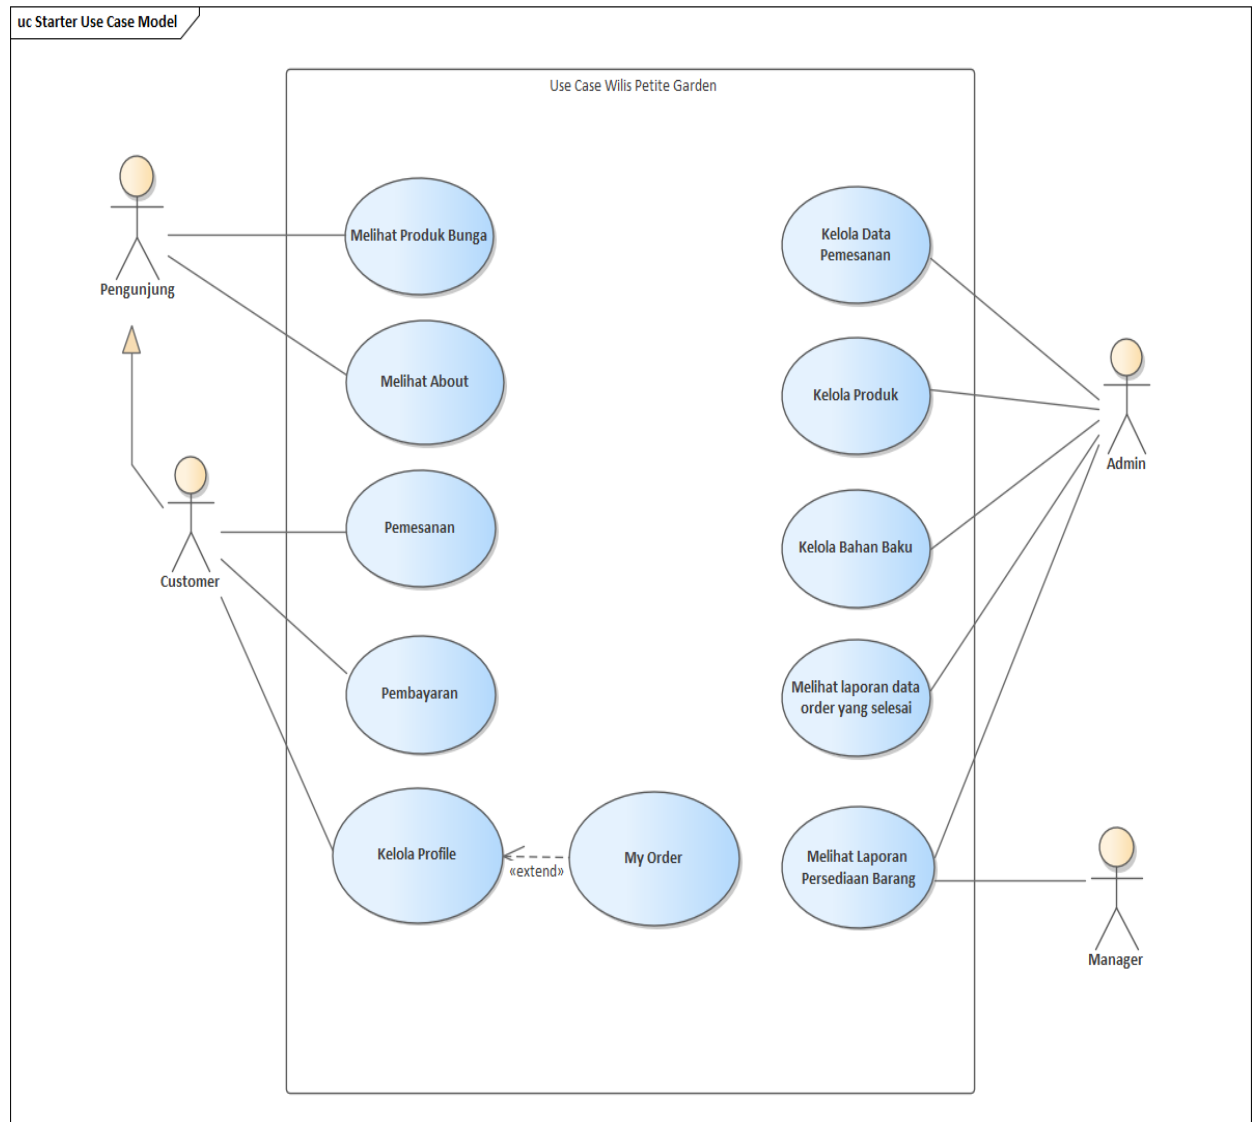 uc Starter Use Case Model
Use Case Wilis Petite Garden
Pengunjung
Melihat Produk Bunga
Melihat About
Customer
Pemesanan
Pembayaran
Kelola Profile
«extend»
My Order
Kelola Data
Pemesanan
Kelola Produk
Kelola Bahan Baku
Melihat laporan data
order yang selesai
Melihat Laporan
Persediaan Barang
Admin
Manager